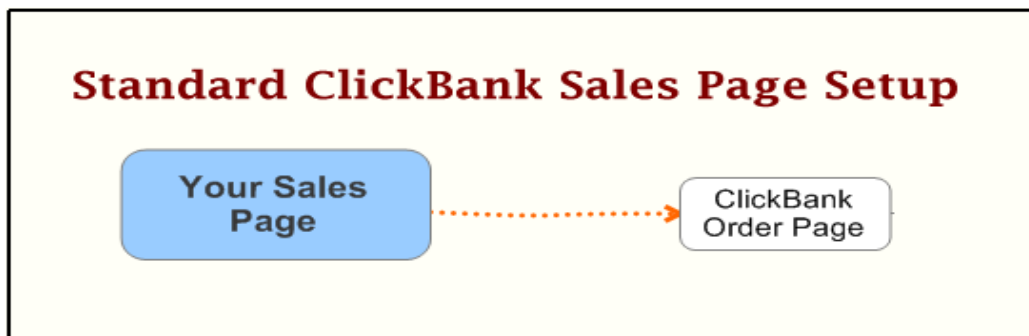 Standard ClickBank Sales Page Setup
Your Sales
Page
ClickBank
Order Page